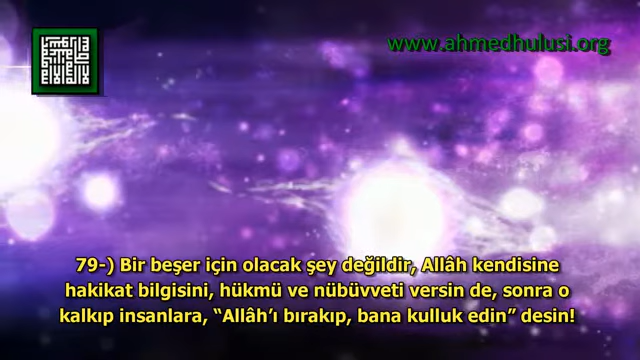 www.ahmedhulusi.org
79-) Bir beşer için olacak şey değildir, Allâh kendisine
hakikat bilgisini, hükmü ve nübüvveti versin de, sonra o
kalkıp insanlara, “Allâh’ı bırakıp, bana kulluk edin” desin!